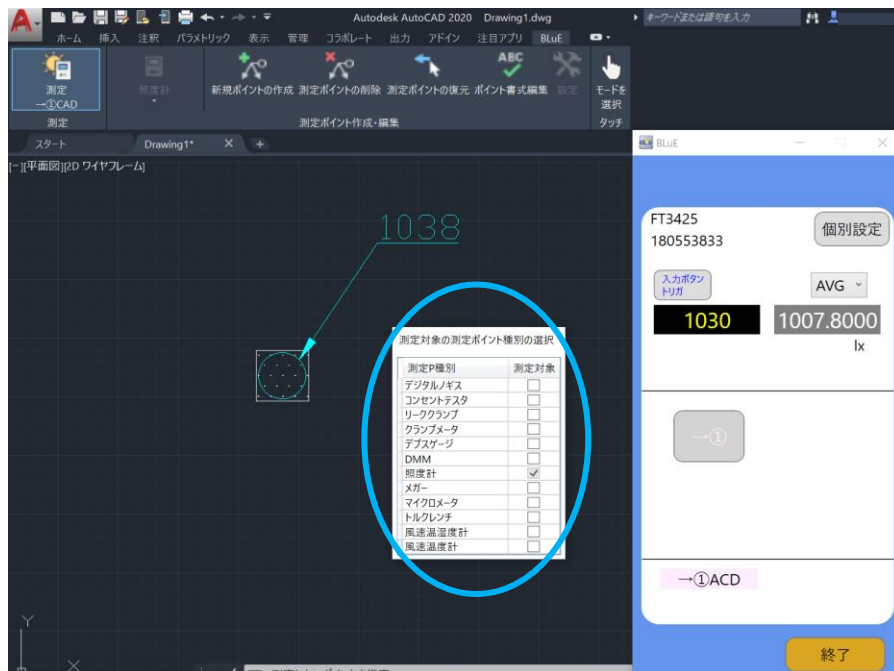 Autodesk AutoCAD 2020 Drawing1.dwg
キーワードまたは語句を入力
ホーム 挿入 注釈 パラメトリック 表示 管理 コラボレート 出力 アドイン 注目アプリ BLuE
測定
→①CAD
照度計
新規ポイントの作成 測定ポイントの削除 測定ポイントの復元 ポイント書式編集 設定
ABC
モードを
選択
測定 測定ポイント作成・編集 タッチ
スタート Drawing1* × +
[−][平面図][2D ワイヤフレーム]
1038
測定対象の測定ポイント種別の選択
測定P種別 測定対象
デジタルノギス
コンセントテスタ
リーククランプ
クランプメータ
デプスゲージ
DMM
照度計
メガー
マイクロメータ
トルクレンチ
風速温湿度計
風速温度計
Y
X
BLuE
FT3425
180553833
個別設定
入力ボタン
トリガ
AVG
1030 1007.8000
lx
→①
→①ACD
終了